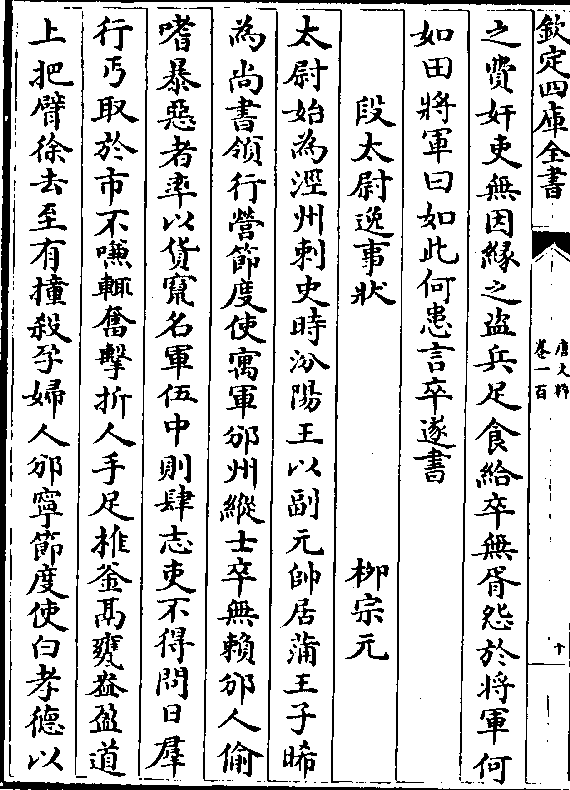 欽定四庫全書
唐文粹
卷一百
十
之費奸吏無因緣之盜兵足食給卒無胥怨於將軍何
如田將軍曰如此何患言卒遂書
段太尉逸事狀
柳宗元
太尉始為涇州刺史時汾陽王以副元帥居蒲王子晞
為尚書領行營節度使寓軍邠州縱士卒無賴邠人偷
嗜暴惡者率以貨竄名軍伍中則肆志吏不得問日羣
行丐取於市不嗛輒奮擊折人手足椎釜鬲甕盎盈道
上把臂徐去至有撞殺孕婦人邠寧節度使白孝德以